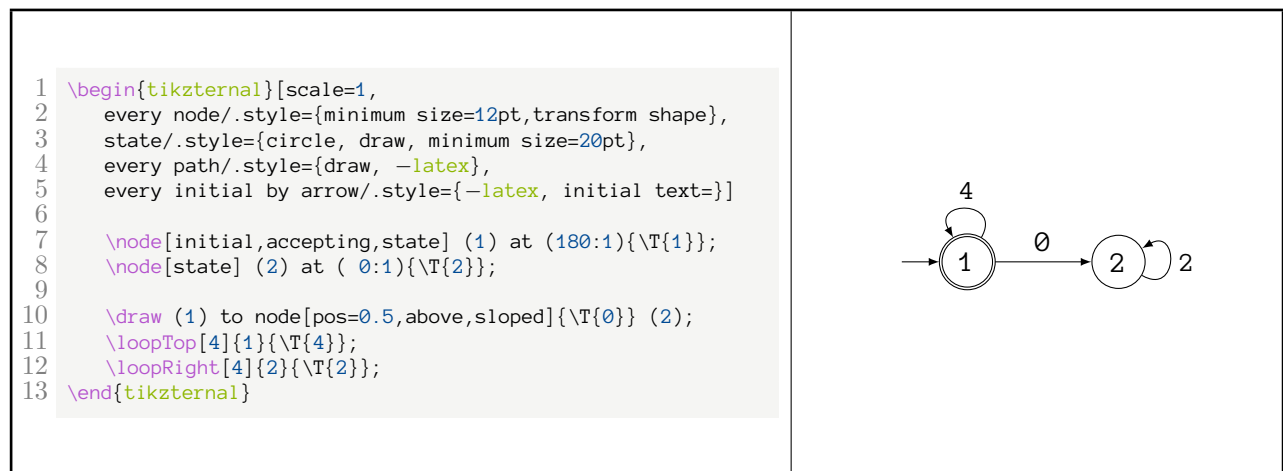 1 \begin{tikzternal}[scale=1,
2 every node/.style={minimum size=12pt,transform shape},
3 state/.style={circle, draw, minimum size=20pt},
4 every path/.style={draw, −latex},
5 every initial by arrow/.style={−latex, initial text=}]
6
7 \node[initial,accepting,state] (1) at (180:1){\T{1}};
8 \node[state] (2) at ( 0:1){\T{2}};
9
10 \draw (1) to node[pos=0.5,above,sloped]{\T{0}} (2);
11 \loopTop[4]{1}{\T{4}};
12 \loopRight[4]{2}{\T{2}};
13 \end{tikzternal}
4
0
1 2 2